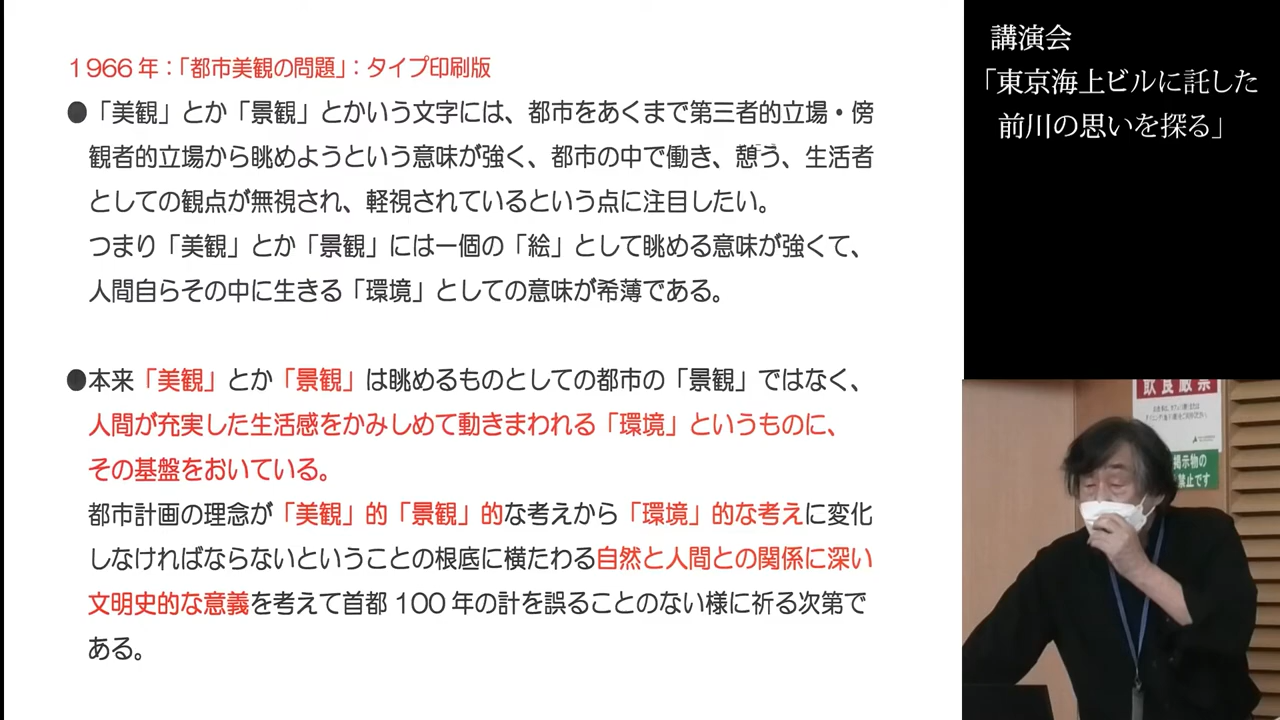 1966年：「都市美観の問題」：タイプ印刷版
●「美観」とか「景観」とかいう文字には、都市をあくまで第三者的立場・傍
観者的立場から眺めようという意味が強く、都市の中で働き、憩う、生活者
としての観点が無視され、軽視されているという点に注目したい。
つまり「美観」とか「景観」には一個の「絵」として眺める意味が強くて、
人間自らその中に生きる「環境」としての意味が希薄である。
●本来「美観」とか「景観」は眺めるものとしての都市の「景観」ではなく、
人間が充実した生活感をかみしめて動きまわれる「環境」というものに、
その基盤をおいている。
都市計画の理念が「美観」的「景観」的な考えから「環境」的な考えに変化
しなければならないということの根底に横たわる自然と人間との関係に深い
文明史的な意義を考えて首都100年の計を誤ることのない様に祈る次第で
ある。
講演会
「東京海上ビルに託した
前川の思いを探る」
飲食厳禁
掲示物の
禁止です